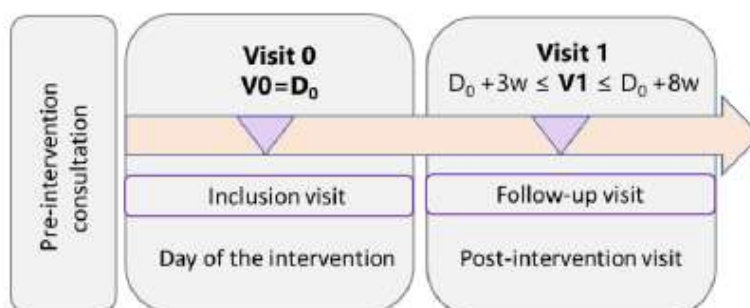 Pre-intervention
consultation
Visit 0
V0=D₀
Inclusion visit
Day of the intervention
Visit 1
D₀ +3w ≤ V1 ≤ D₀ +8w
Follow-up visit
Post-intervention visit